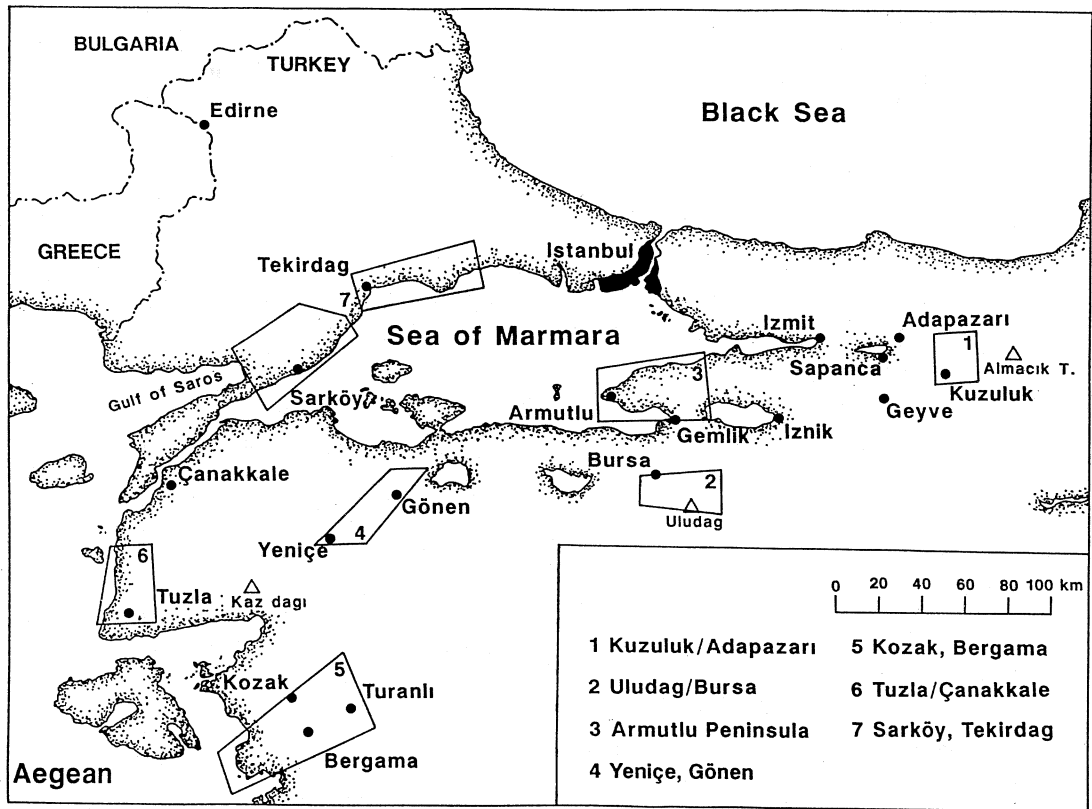 BULGARIA
TURKEY
Edirne
Black Sea
GREECE
Istanbul
Tekirdag
7
Sea of Marmara
Izmit
Adapazarı
1
Sapanca
Almacık T.
Kuzuluk
Gulf of Saros
3
Sarköy
Armutlu
Geyve
Gemlik
Iznik
Bursa
2
Çanakkale
Gönen
Uludag
4
Yeniçe
6
Tuzla
Kaz dagı
0 20 40 60 80 100 km
1 Kuzuluk/Adapazarı
2 Uludag/Bursa
3 Armutlu Peninsula
4 Yeniçe, Gönen
5 Kozak, Bergama
6 Tuzla/Çanakkale
7 Sarköy, Tekirdag
5
Kozak
Turanlı
Bergama
Aegean